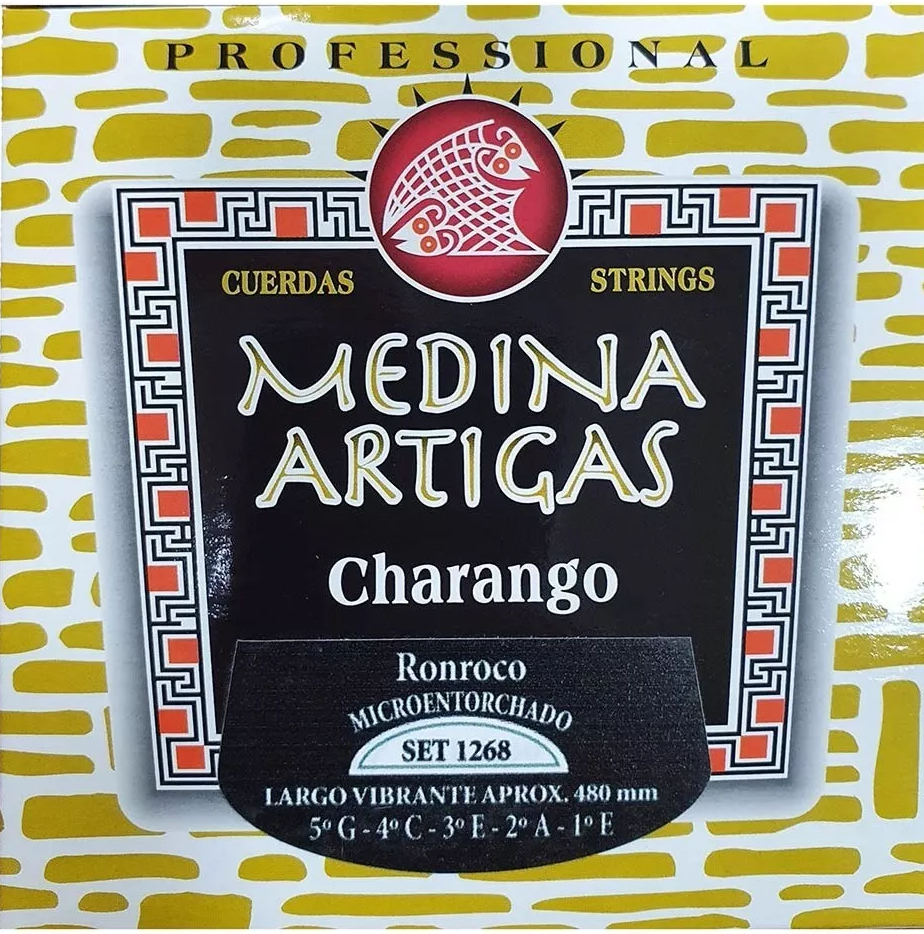 PROFESSIONAL
CUERDAS STRINGS
MEDINA
ARTIGAS
Charango
Ronroco
MICROENTORCHADO
SET 1268
LARGO VIBRANTE APROX. 480 mm
5º G - 4º C - 3º E - 2º A - 1º E